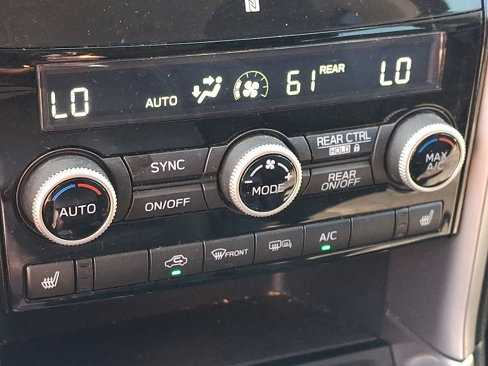 LO AUTO 61 REAR LO
SYNC
REAR CTRL
HOLD
AUTO
MODE
MAX
A/C
ON/OFF
REAR
ON/OFF
FRONT
A/C